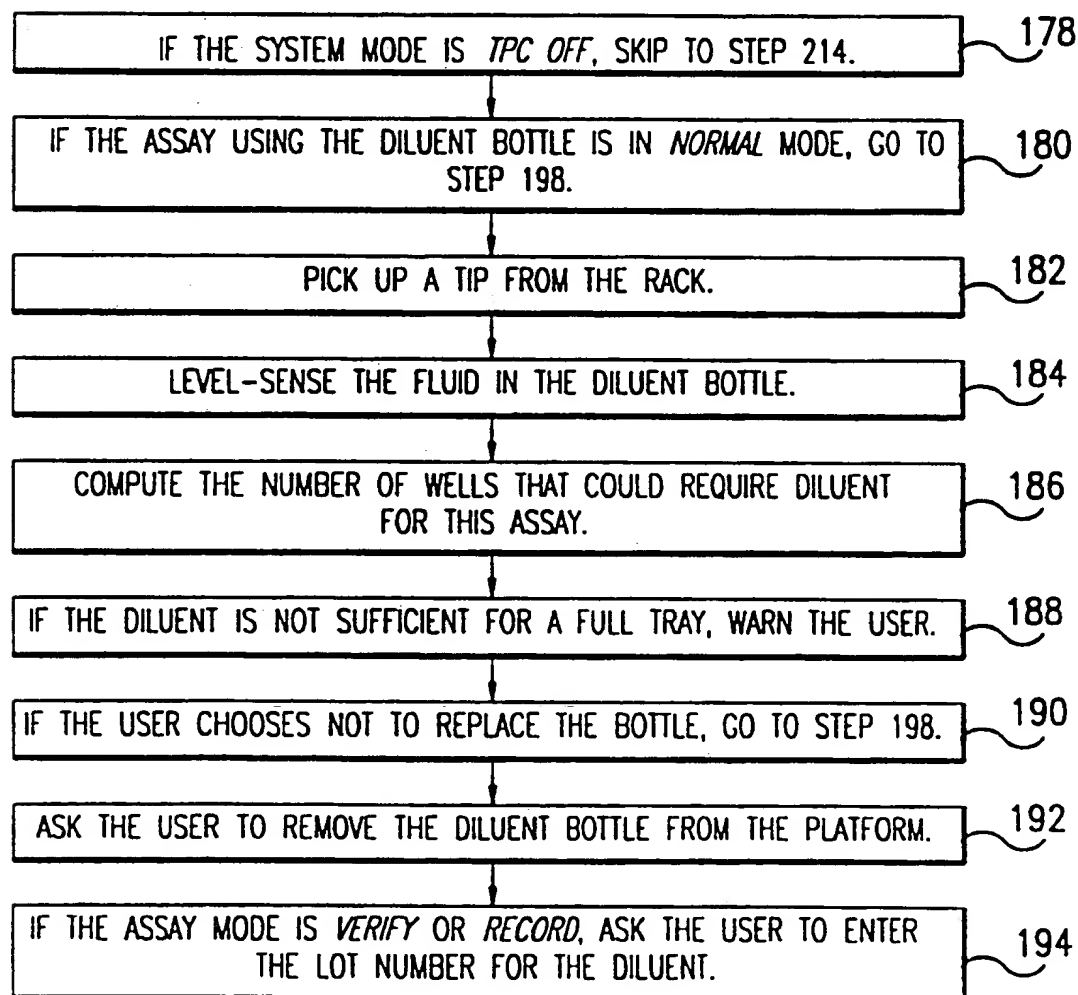 IF THE SYSTEM MODE IS TPC OFF, SKIP TO STEP 214.
178
IF THE ASSAY USING THE DILUENT BOTTLE IS IN NORMAL MODE, GO TO
STEP 198.
180
PICK UP A TIP FROM THE RACK.
182
LEVEL-SENSE THE FLUID IN THE DILUENT BOTTLE.
184
COMPUTE THE NUMBER OF WELLS THAT COULD REQUIRE DILUENT
FOR THIS ASSAY.
186
IF THE DILUENT IS NOT SUFFICIENT FOR A FULL TRAY, WARN THE USER.
188
IF THE USER CHOOSES NOT TO REPLACE THE BOTTLE, GO TO STEP 198.
190
ASK THE USER TO REMOVE THE DILUENT BOTTLE FROM THE PLATFORM.
192
IF THE ASSAY MODE IS VERIFY OR RECORD, ASK THE USER TO ENTER
THE LOT NUMBER FOR THE DILUENT.
194